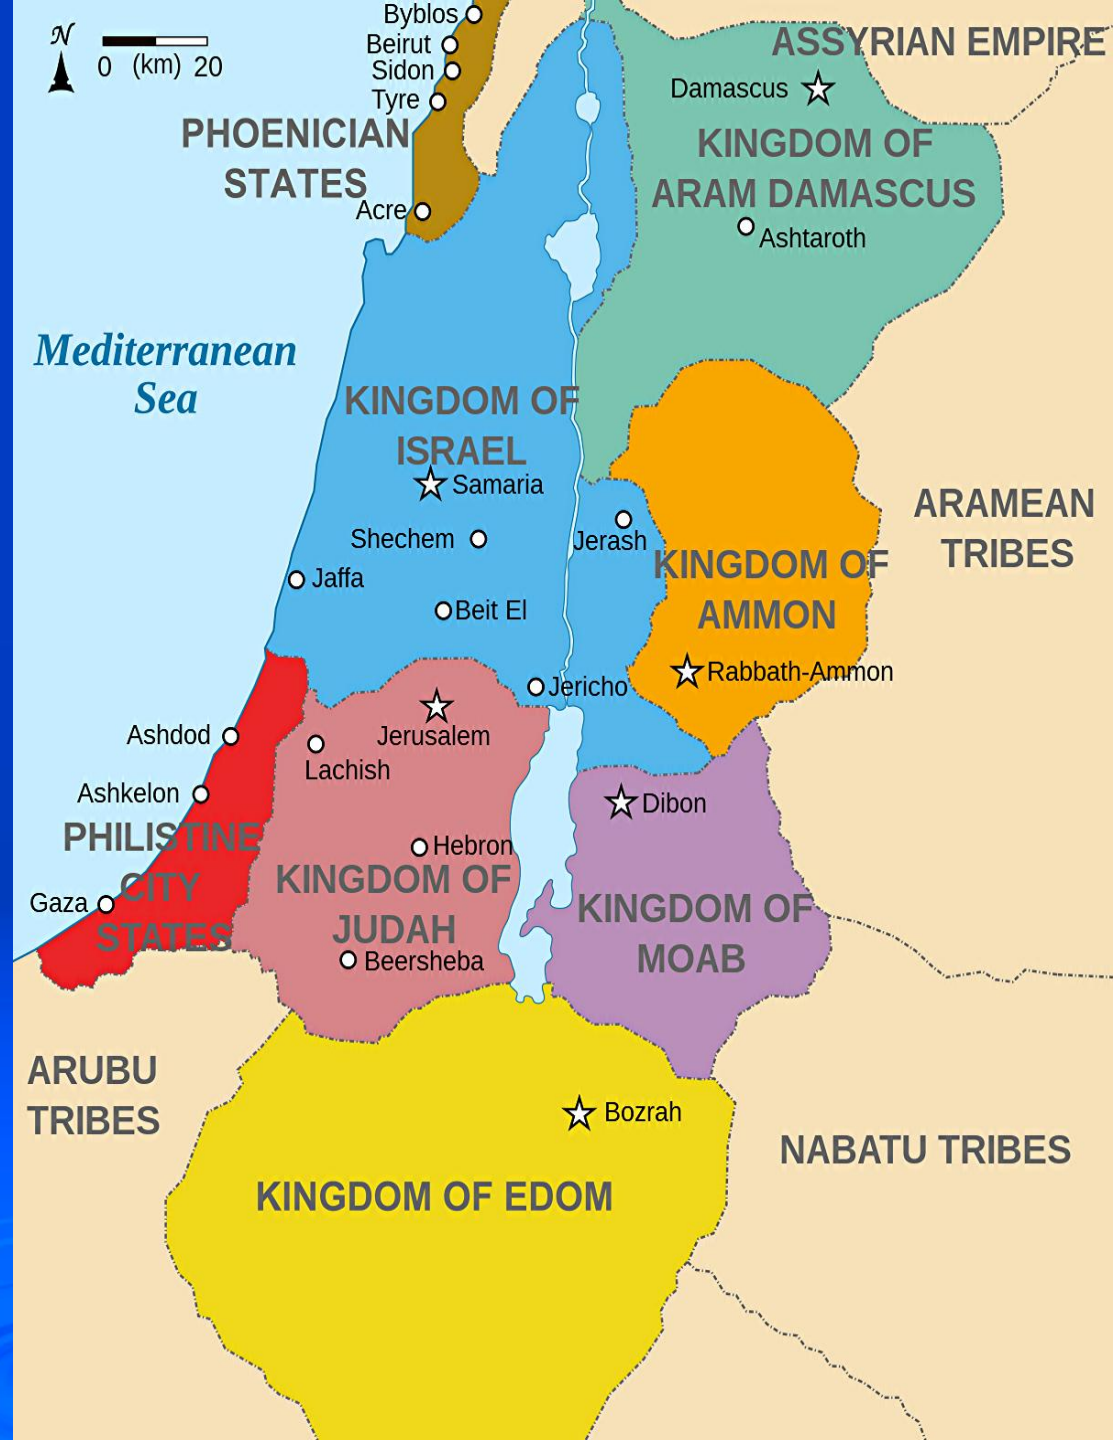 Byblos
N
Beirut
0 (km) 20
Sidon
Tyre
ASSYRIAN EMPIRE
Damascus
PHOENICIAN
STATES
KINGDOM OF
ARAM DAMASCUS
Acre
Ashtaroth
Mediterranean
Sea
KINGDOM OF
ISRAEL
Samaria
Shechem
Jerash
Jaffa
Beit El
ARAMEAN
TRIBES
KINGDOM OF
AMMON
Rabbath-Ammon
Jericho
Jerusalem
Ashdod
Lachish
Ashkelon
Dibon
PHILISTINE
CITY
STATES
Gaza
Hebron
KINGDOM OF
JUDAH
Beersheba
KINGDOM OF
MOAB
ARUBU
TRIBES
Bozrah
NABATU TRIBES
KINGDOM OF EDOM